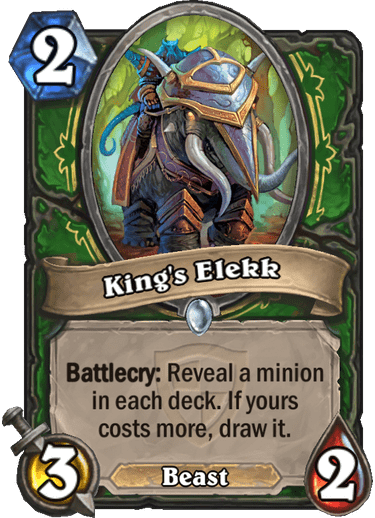 2
King's Elekk
Battlecry: Reveal a minion
in each deck. If yours
costs more, draw it.
3
Beast
2